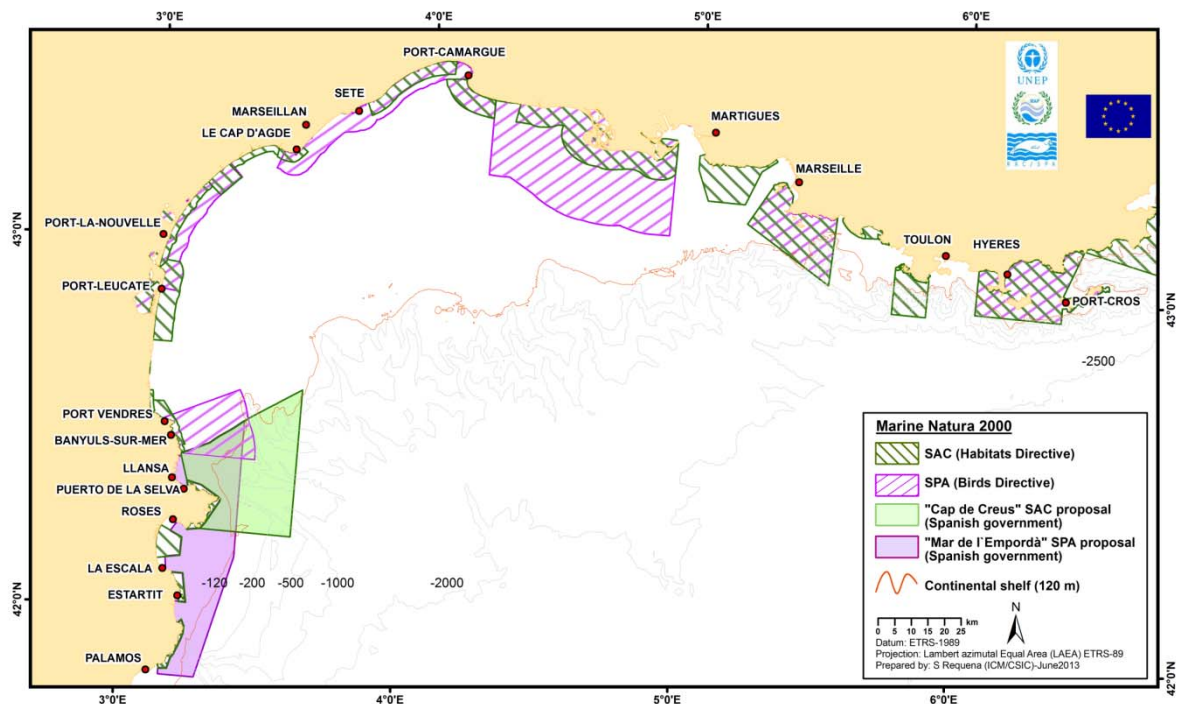 3°0'E
4°0'E
5°0'E
6°0'E
PORT-CAMARGUE
SETE
MARSEILLAN
LE CAP D'AGDE
MARTIGUES
MARSEILLE
UNEP
RAC/SPA
PORT-LA-NOUVELLE
43°0'N
TOULON
HYERES
PORT-LEUCATE
PORT-CROS
43°0'N
-2500
PORT VENDRES
BANYULS-SUR-MER
LLANSA
PUERTO DE LA SELVA
ROSES
LA ESCALA
ESTARTIT
-120
-200
-500
-1000
-2000
42°0'N
PALAMOS
42°0'N
Marine Natura 2000
SAC (Habitats Directive)
SPA (Birds Directive)
"Cap de Creus" SAC proposal
(Spanish government)
"Mar de l`Empordà" SPA proposal
(Spanish government)
Continental shelf (120 m)
N
km
0 5 10 15 20 25
Datum: ETRS-1989
Projection: Lambert azimutal Equal Area (LAEA) ETRS-89
Prepared by: S Requena (ICM/CSIC)-June2013
3°0'E
4°0'E
5°0'E
6°0'E